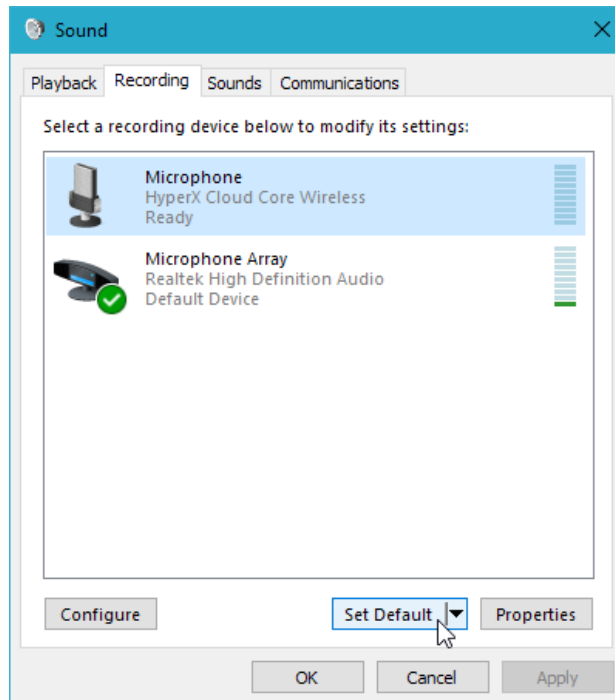 Sound
Playback Recording Sounds Communications
Select a recording device below to modify its settings:
Microphone
HyperX Cloud Core Wireless
Ready
Microphone Array
Realtek High Definition Audio
Default Device
Configure Set Default Properties
OK Cancel Apply